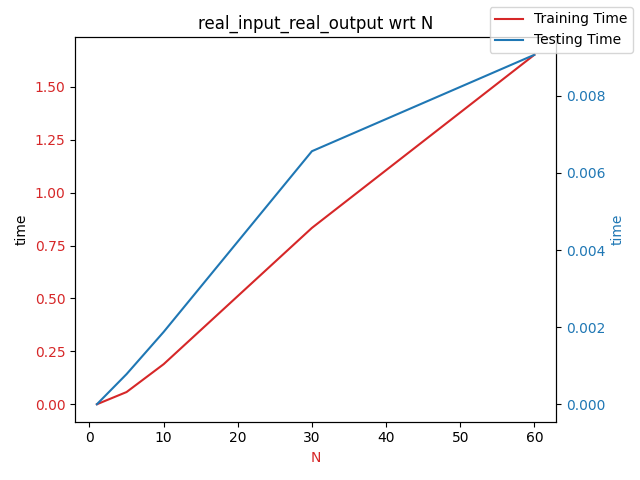 real_input_real_output wrt N
Training Time
Testing Time
time
1.50
1.25
1.00
0.75
0.50
0.25
0.00
0.008
0.006
0.004
0.002
0.000
time
0 10 20 30 40 50 60
N